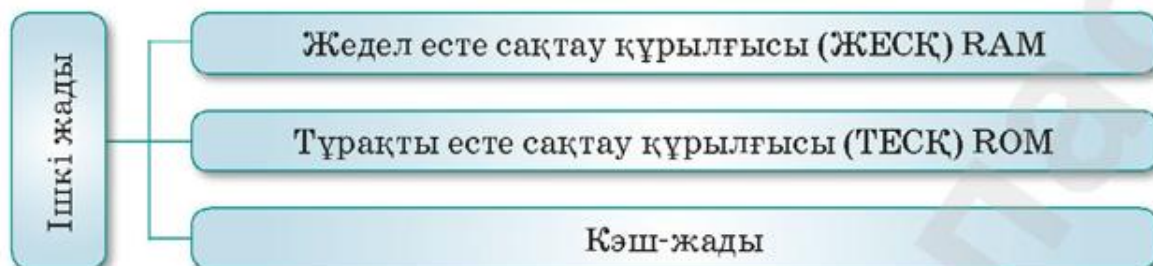 Ішкі жады
Жедел есте сақтау құрылғысы (ЖЕСҚ) RAM
Тұрақты есте сақтау құрылғысы (ТЕСҚ) ROM
Кэш-жады